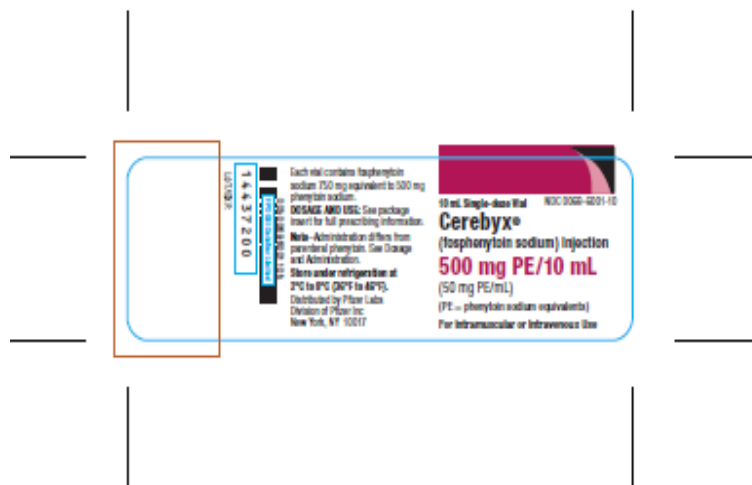 14437200
LOT/EXP.
Each vial contains fosphenytoin
sodium 750 mg equivalent to 500 mg
phenytoin sodium.
DOSAGE AND USE: See package
insert for full prescribing information.
Note–Administration differs from
parenteral phenytoin. See Dosage
and Administration.
Store under refrigeration at
2°C to 8°C (36°F to 46°F).
Distributed by Pfizer Labs
Division of Pfizer Inc
New York, NY 10017
10 mL Single-dose Vial NDC 0069-6001-10
Cerebyx®
(fosphenytoin sodium) Injection
500 mg PE/10 mL
(50 mg PE/mL)
(PE = phenytoin sodium equivalents)
For Intramuscular or Intravenous Use